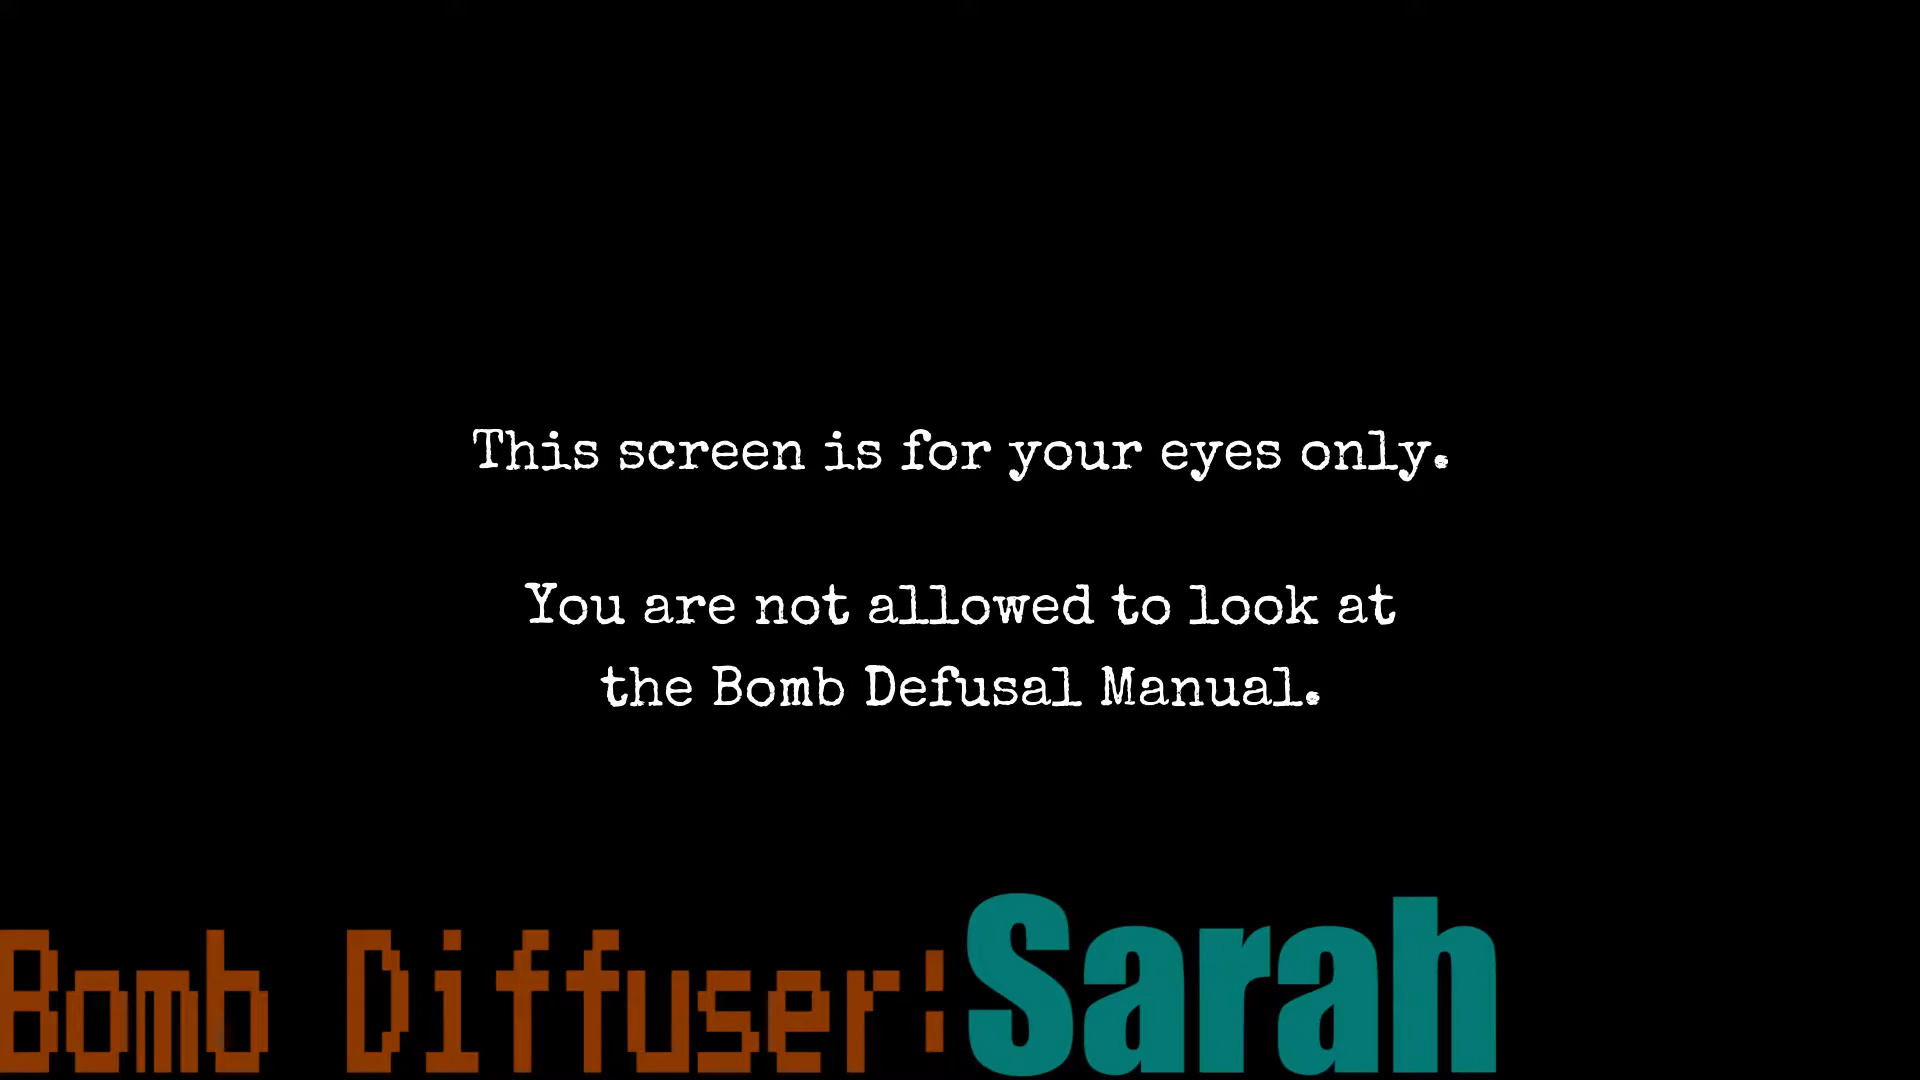 This screen is for your eyes only.
You are not allowed to look at
the Bomb Defusal Manual.
Bomb Diffuser: Sarah